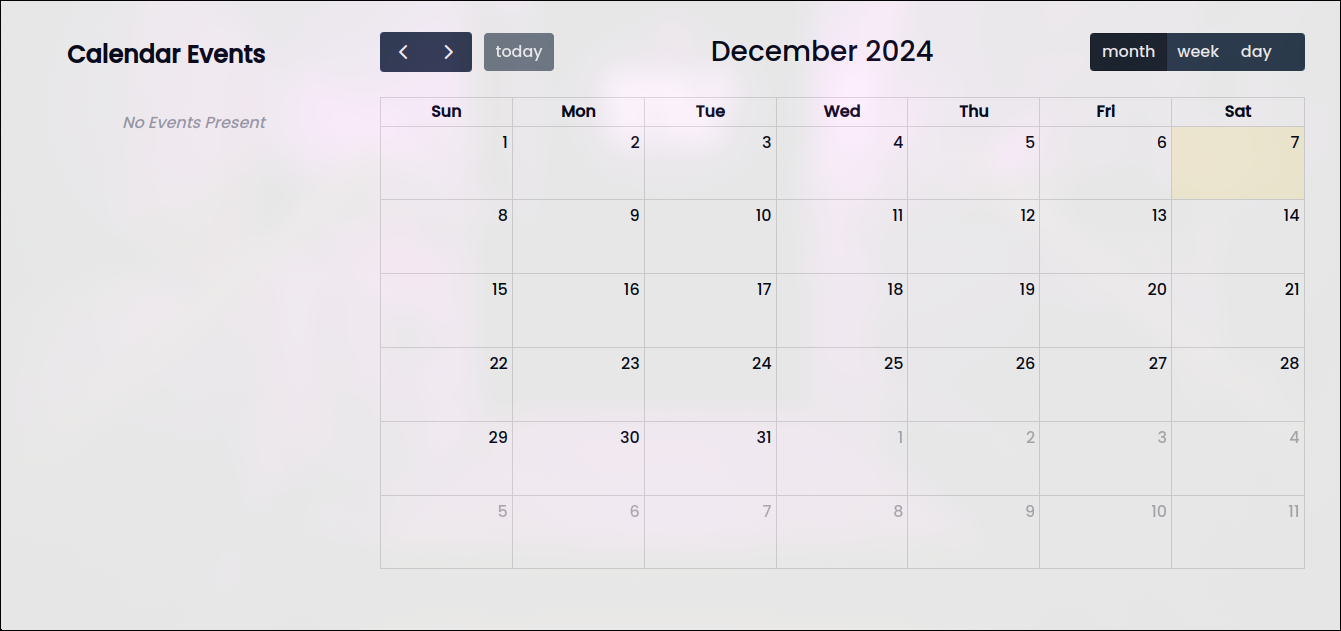 Calendar Events
No Events Present
today
December 2024
month week day
Sun Mon Tue Wed Thu Fri Sat
1 2 3 4 5 6 7
8 9 10 11 12 13 14
15 16 17 18 19 20 21
22 23 24 25 26 27 28
29 30 31 1 2 3 4
5 6 7 8 9 10 11